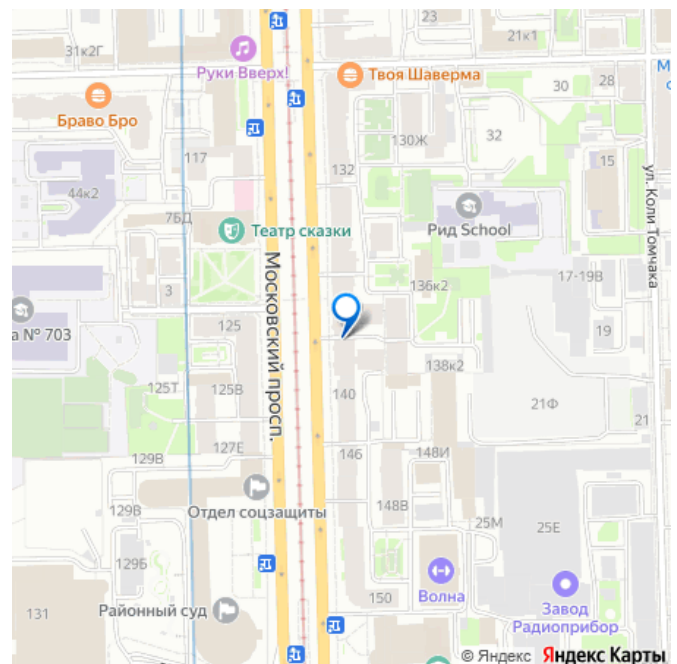 23
21к1
31к2Г
Руки Вверх!
Твоя Шаверма
М
Браво Бро
30
28
130Ж
32
117
132
15
44к2
ул. Коли Томчака
7БД
Театр сказки
Рид School
Московский просп.
3
136к2
17-19В
а № 703
125
19
138к2
125Т
125В
140
21Ф
21
127Е
129В
146
148И
Отдел соцзащиты
129В
148В
25М
25Е
129Б
Волна
131
Районный суд
150
Завод
Радиоприбор
© Яндекс Яндекс Карты